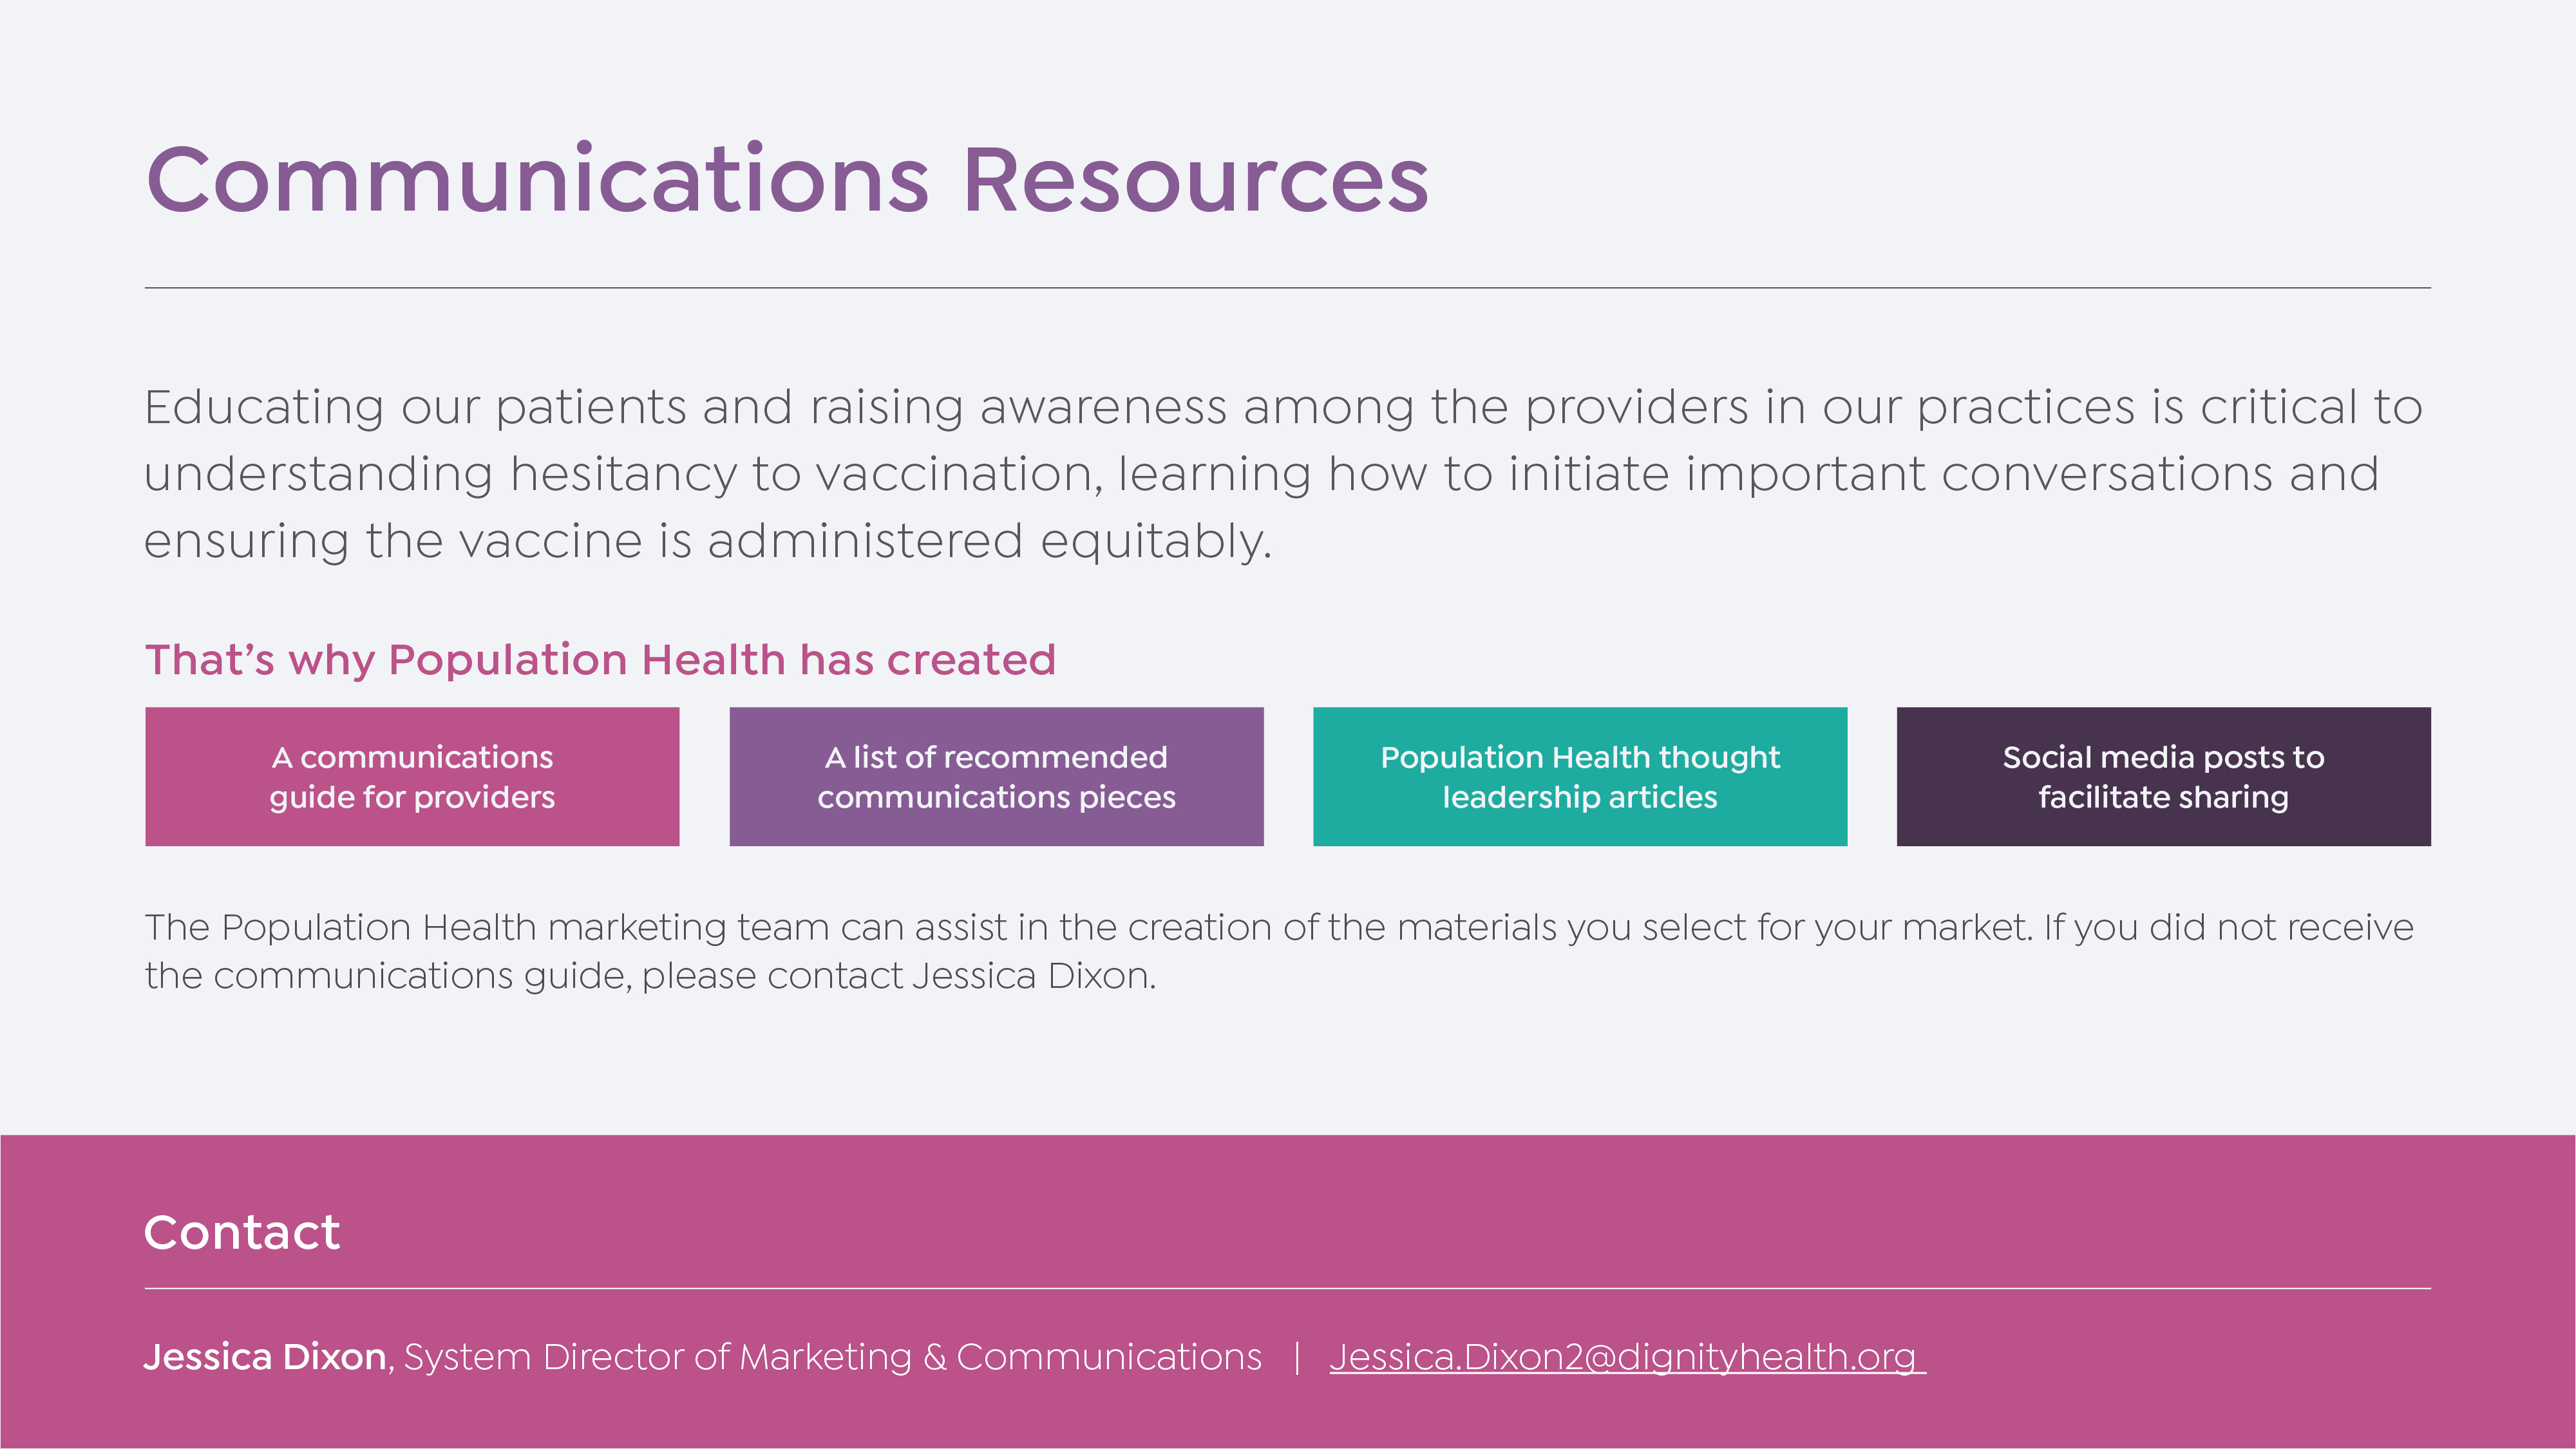 Communications Resources
Educating our patients and raising awareness among the providers in our practices is critical to
understanding hesitancy to vaccination, learning how to initiate important conversations and
ensuring the vaccine is administered equitably.
That’s why Population Health has created
A communications
guide for providers
A list of recommended
communications pieces
Population Health thought
leadership articles
Social media posts to
facilitate sharing
The Population Health marketing team can assist in the creation of the materials you select for your market. If you did not receive
the communications guide, please contact Jessica Dixon.
Contact
Jessica Dixon, System Director of Marketing & Communications | Jessica.Dixon2@dignityhealth.org